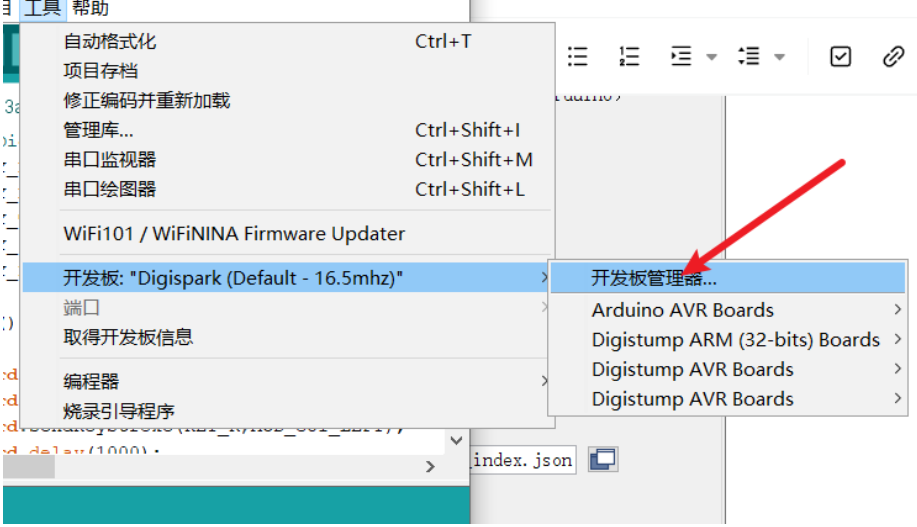 工具 帮助
自动格式化 Ctrl+T
项目存档
修正编码并重新加载
管理库... Ctrl+Shift+I
串口监视器 Ctrl+Shift+M
串口绘图器 Ctrl+Shift+L
WiFi101 / WiFiNINA Firmware Updater
开发板: "Digispark (Default - 16.5mhz)"
端口
取得开发板信息
编程器
烧录引导程序
开发板管理器...
Arduino AVR Boards
Digistump ARM (32-bits) Boards
Digistump AVR Boards
Digistump AVR Boards
delay(1000);
_index.json